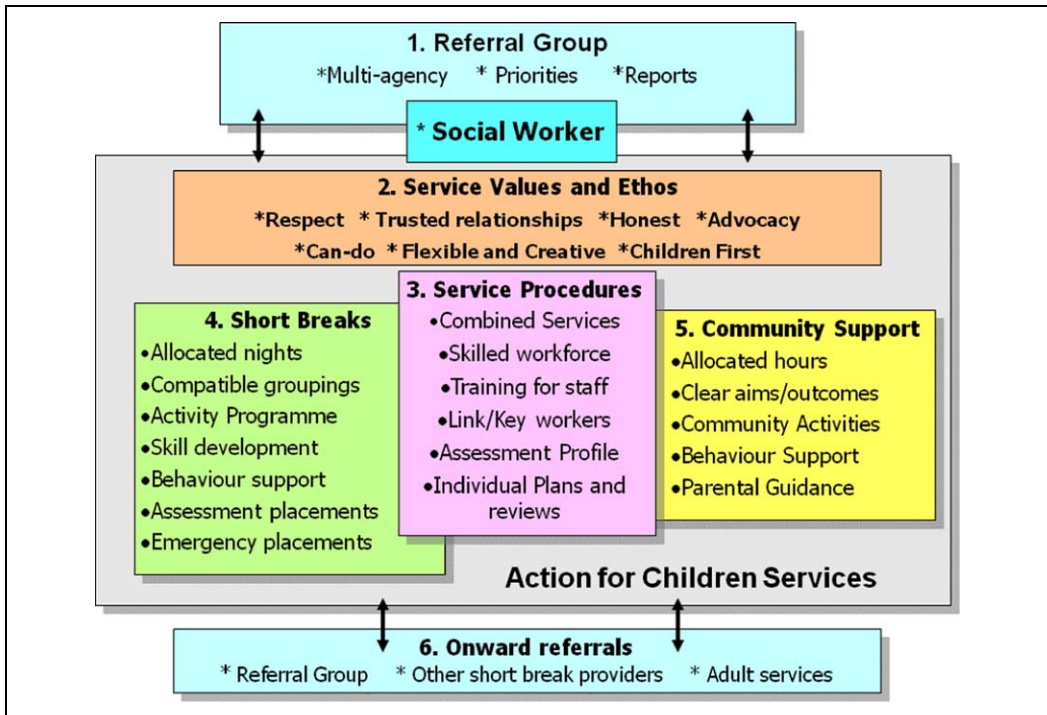 1. Referral Group
*Multi-agency * Priorities *Reports
* Social Worker
2. Service Values and Ethos
*Respect * Trusted relationships *Honest *Advocacy
*Can-do * Flexible and Creative *Children First
3. Service Procedures
•Combined Services
•Skilled workforce
•Training for staff
•Link/Key workers
•Assessment Profile
•Individual Plans and
reviews
4. Short Breaks
•Allocated nights
•Compatible groupings
•Activity Programme
•Skill development
•Behaviour support
•Assessment placements
•Emergency placements
5. Community Support
•Allocated hours
•Clear aims/outcomes
•Community Activities
•Behaviour Support
•Parental Guidance
Action for Children Services
6. Onward referrals
* Referral Group * Other short break providers * Adult services